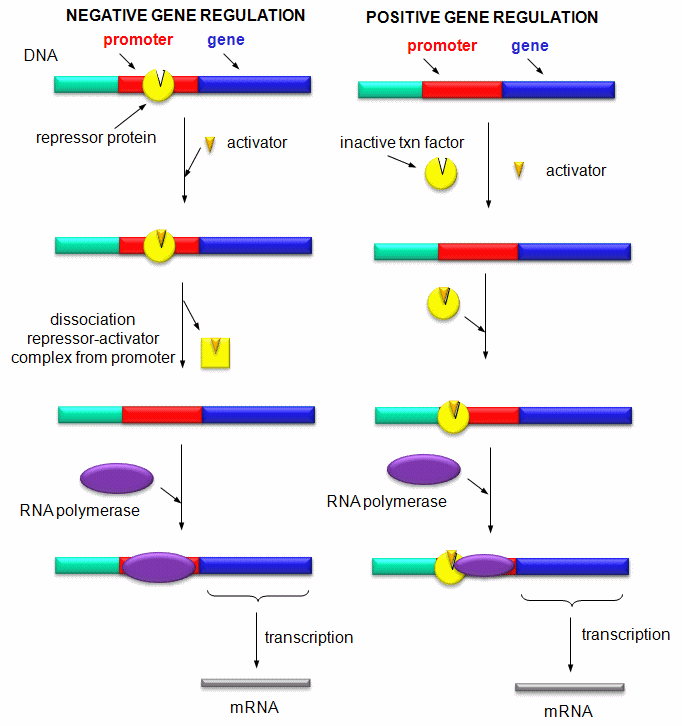 NEGATIVE GENE REGULATION
promoter
gene
DNA
repressor protein
activator
dissociation
repressor-activator
complex from promoter
RNA polymerase
transcription
mRNA
POSITIVE GENE REGULATION
promoter
gene
inactive txn factor
activator
RNA polymerase
transcription
mRNA